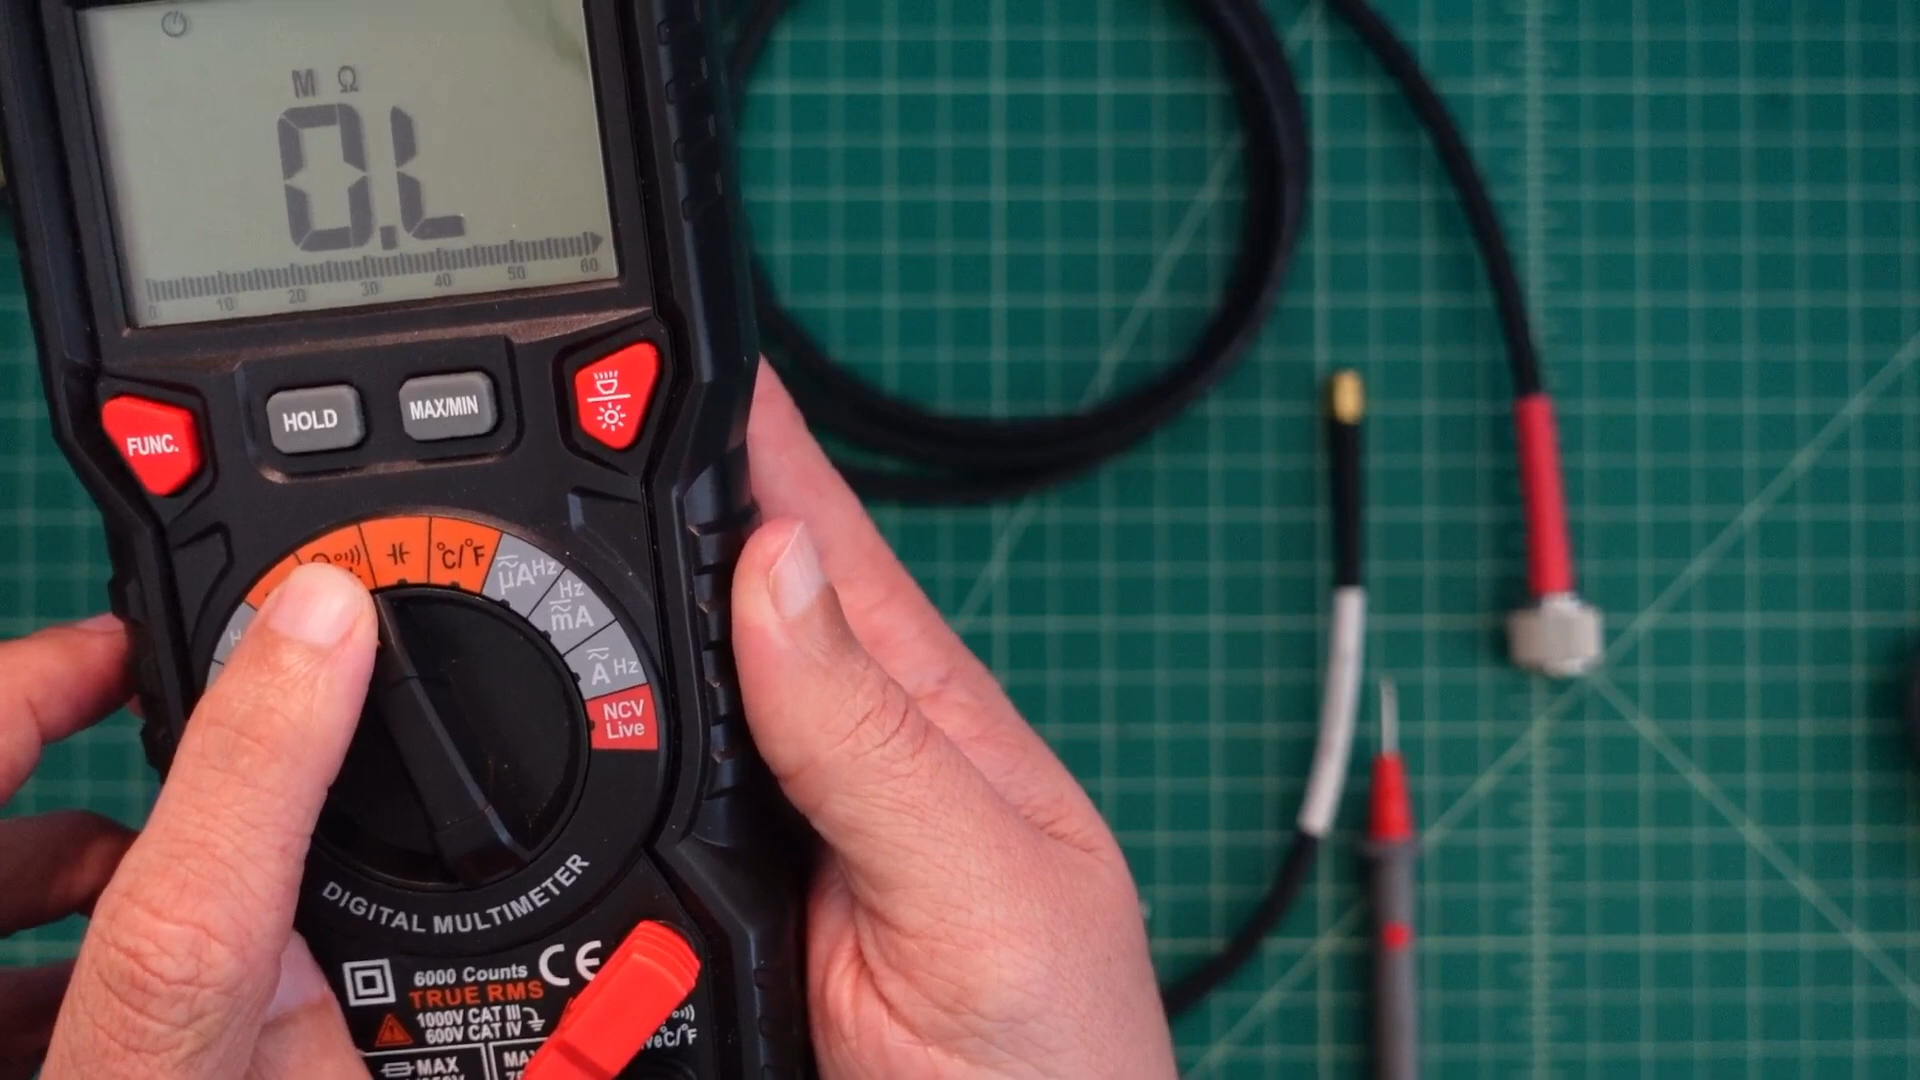 M Ω
0.L
0 10 20 30 40 50 60
FUNC.
HOLD
MAX/MIN
°C/°F
µA Hz
Hz
mA
A Hz
NCV
Live
DIGITAL MULTIMETER
6000 Counts
CE
TRUE RMS
1000V CAT III
600V CAT IV
MAX
°C/°F